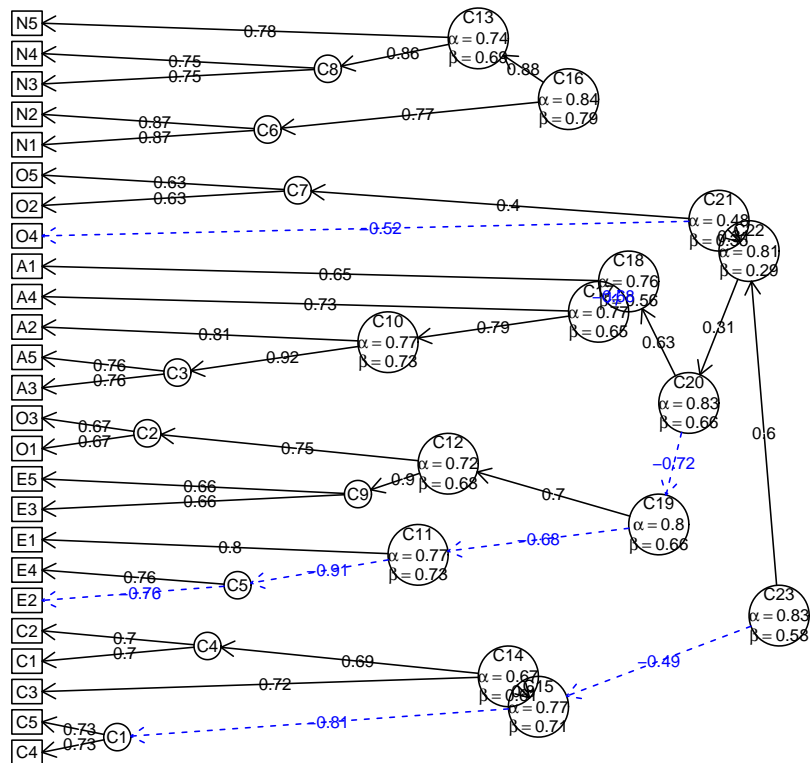 N5
N4
N3
N2
N1
O5
O2
O4
A1
A4
A2
A5
A3
O3
O1
E5
E3
E1
E4
E2
C2
C1
C3
C5
C4
0.78
0.75
0.75
C8
0.86
C13
α = 0.74
β = 0.69
0.88
C16
α = 0.84
β = 0.79
0.87
0.87
C6
0.77
0.63
0.63
C7
0.4
−0.52
C21
α = 0.48
α = 0.81
β = 0.29
0.65
0.73
C18
α = 0.76
α = 0.77
β = 0.65
0.81
C10
α = 0.77
β = 0.73
0.79
0.76
0.76
C3
0.92
0.63
0.31
C20
α = 0.83
β = 0.66
0.6
−0.72
0.67
0.67
C2
0.75
C12
α = 0.72
β = 0.68
0.66
0.66
C9
0.9
0.7
C19
α = 0.8
β = 0.66
−0.68
0.8
C11
α = 0.77
β = 0.73
0.76
−0.76
C5
−0.91
C23
α = 0.83
β = 0.58
−0.49
0.7
0.7
C4
0.69
0.72
C14
α = 0.67
α = 0.77
β = 0.71
0.73
0.73
C1
−0.81